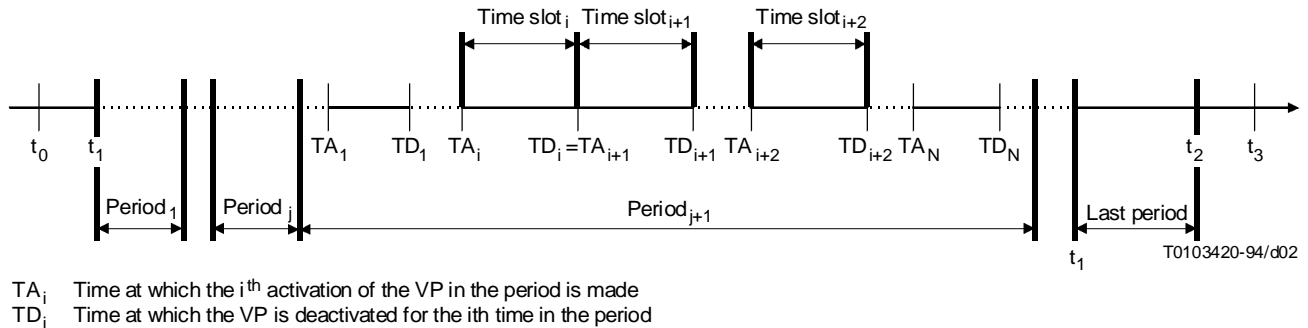 Time slot i Time slot i+1 Time slot i+2
t0 t1 TA1 TD1 TAi TDi =TAi+1 TDi+1 TAi+2 TDi+2 TAN TDN t2 t3
Period 1 Period j Period j+1 Last period
t1 T0103420-94/d02
TAi Time at which the i th activation of the VP in the period is made
TDi Time at which the VP is deactivated for the ith time in the period